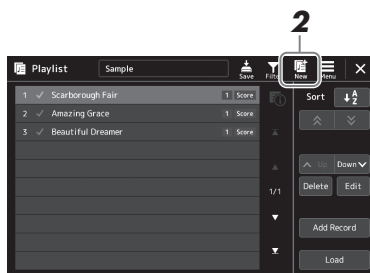 2
Playlist Sample Save Filter New Menu
1 Scarborough Fair 1 Score
Sort A Z
2 Amazing Grace 1 Score
3 Beautiful Dreamer 1 Score
Up Down
1/1
Delete Edit
Add Record
Load